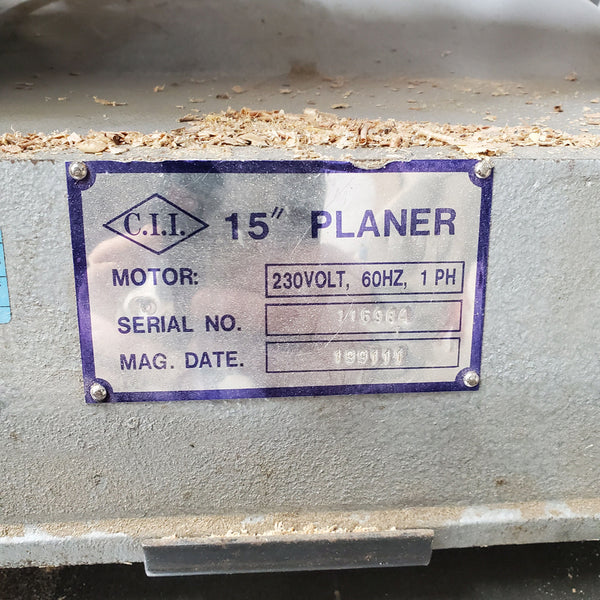 C.I.I. 15" PLANER
MOTOR: 230VOLT, 60HZ, 1 PH
SERIAL NO. 116964
MAG. DATE. 199111